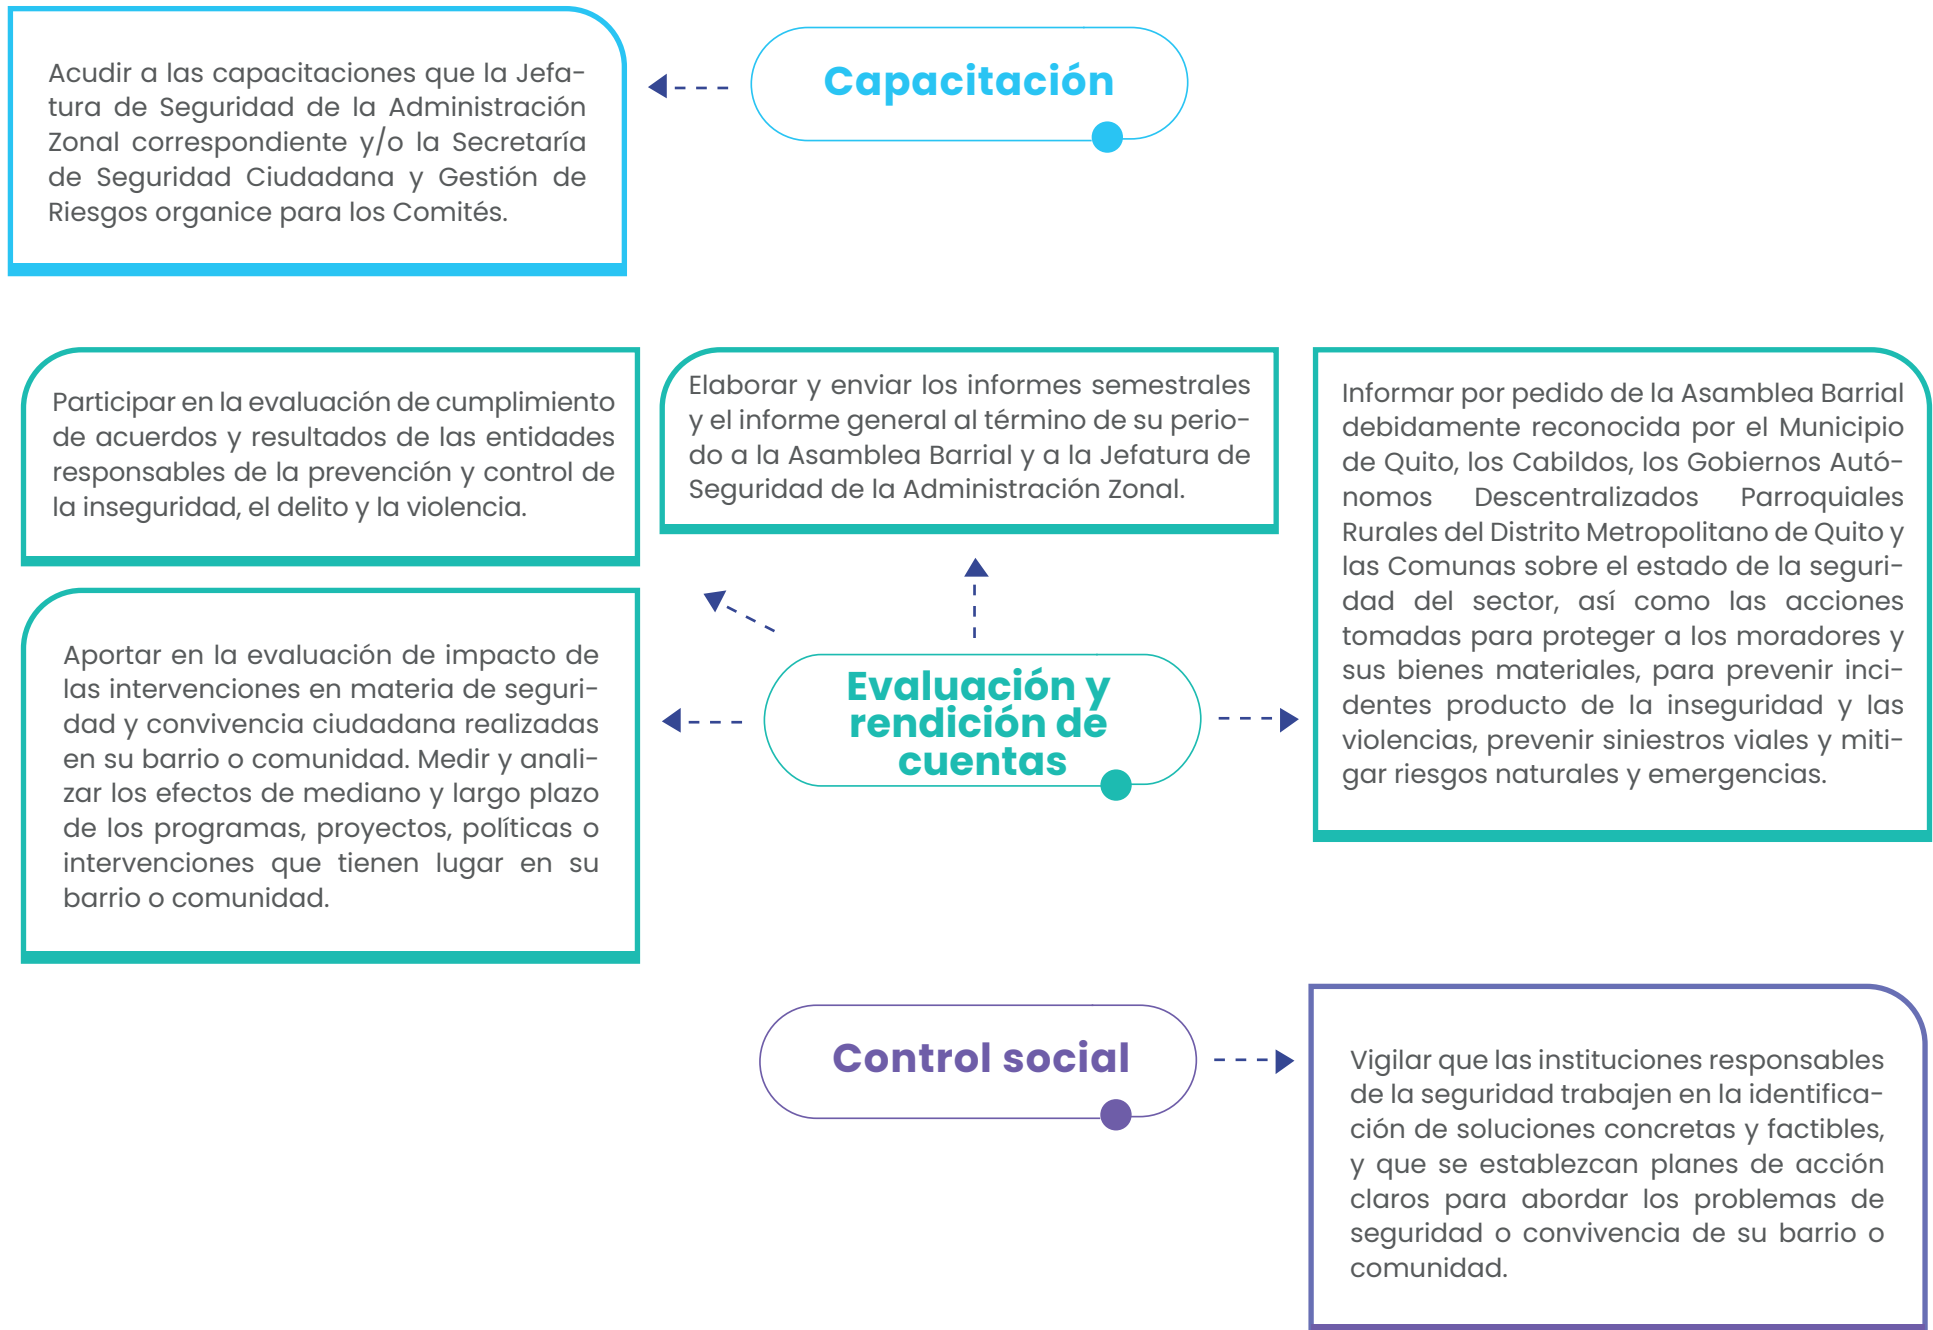 Capacitación
Acudir a las capacitaciones que la Jefa-
tura de Seguridad de la Administración
Zonal correspondiente y/o la Secretaría
de Seguridad Ciudadana y Gestión de
Riesgos organice para los Comités.
Participar en la evaluación de cumplimiento
de acuerdos y resultados de las entidades
responsables de la prevención y control de
la inseguridad, el delito y la violencia.
Elaborar y enviar los informes semestrales
y el informe general al término de su perio-
do a la Asamblea Barrial y a la Jefatura de
Seguridad de la Administración Zonal.
Informar por pedido de la Asamblea Barrial
debidamente reconocida por el Municipio
de Quito, los Cabildos, los Gobiernos Autó-
nomos Descentralizados Parroquiales
Rurales del Distrito Metropolitano de Quito y
las Comunas sobre el estado de la seguri-
dad del sector, así como las acciones
tomadas para proteger a los moradores y
sus bienes materiales, para prevenir inci-
dentes producto de la inseguridad y las
violencias, prevenir siniestros viales y miti-
gar riesgos naturales y emergencias.
Aportar en la evaluación de impacto de
las intervenciones en materia de seguri-
dad y convivencia ciudadana realizadas
en su barrio o comunidad. Medir y anali-
zar los efectos de mediano y largo plazo
de los programas, proyectos, políticas o
intervenciones que tienen lugar en su
barrio o comunidad.
Evaluación y
rendición de
cuentas
Control social
Vigilar que las instituciones responsables
de la seguridad trabajen en la identifica-
ción de soluciones concretas y factibles,
y que se establezcan planes de acción
claros para abordar los problemas de
seguridad o convivencia de su barrio o
comunidad.